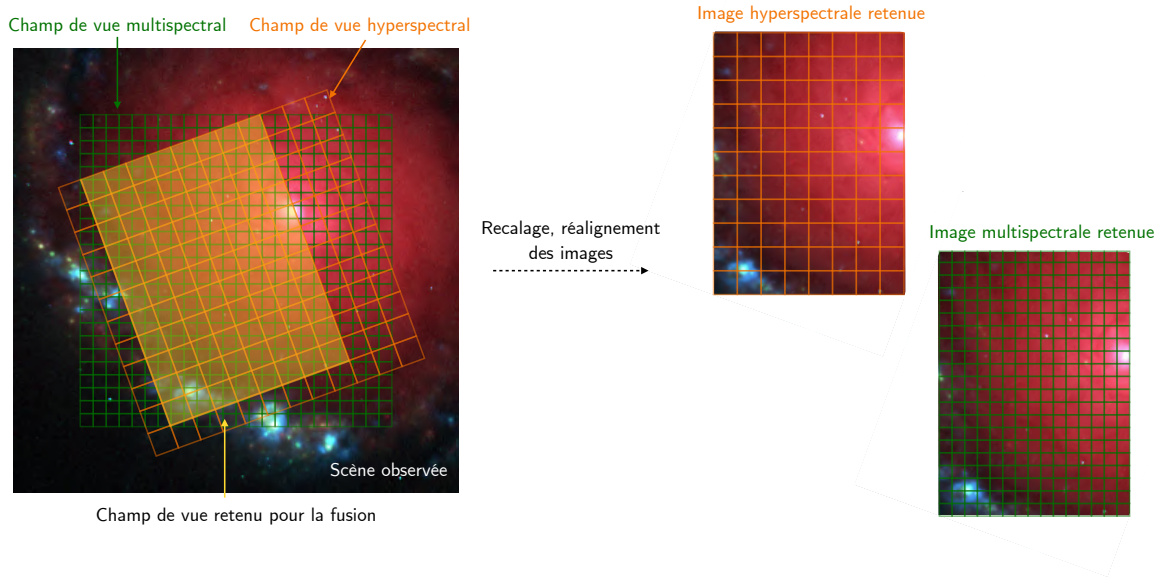 Champ de vue multispectral
Champ de vue hyperspectral
Scène observée
Champ de vue retenu pour la fusion
Recalage, réalignement
des images
Image hyperspectrale retenue
Image multispectrale retenue